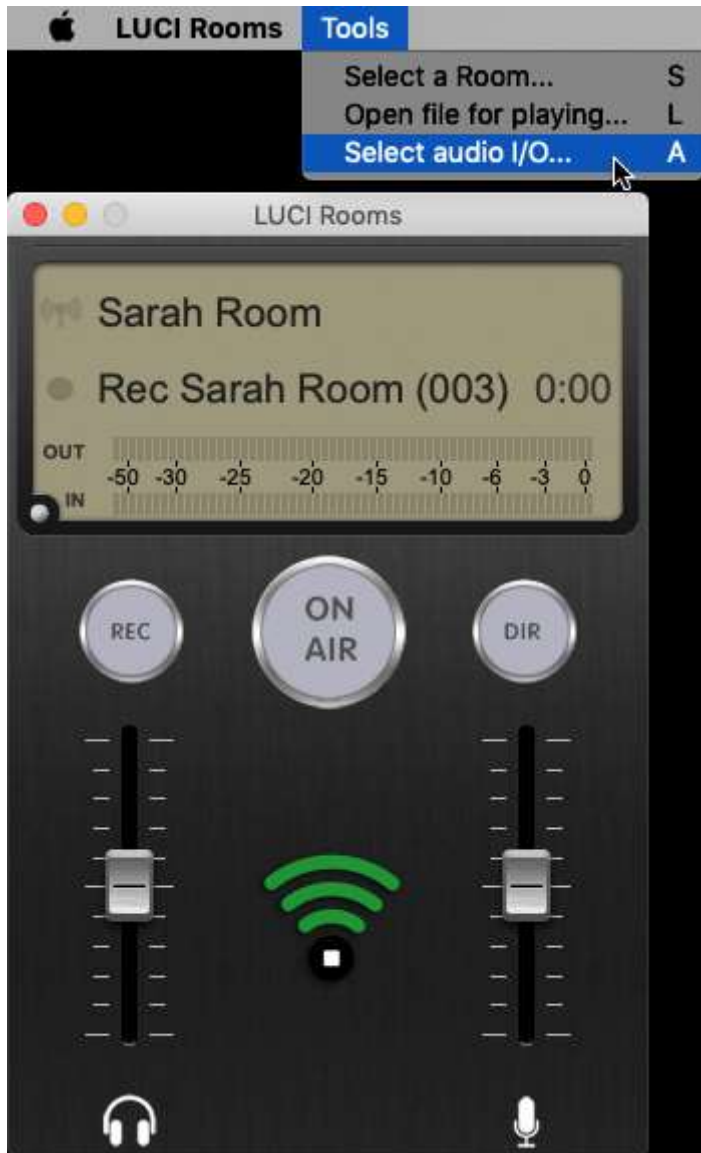 LUCI Rooms Tools
Select a Room... S
Open file for playing... L
Select audio I/O... A
LUCI Rooms
Sarah Room
Rec Sarah Room (003) 0:00
OUT
-50 -30 -25 -20 -15 -10 -6 -3 0
IN
REC
ON
AIR
DIR